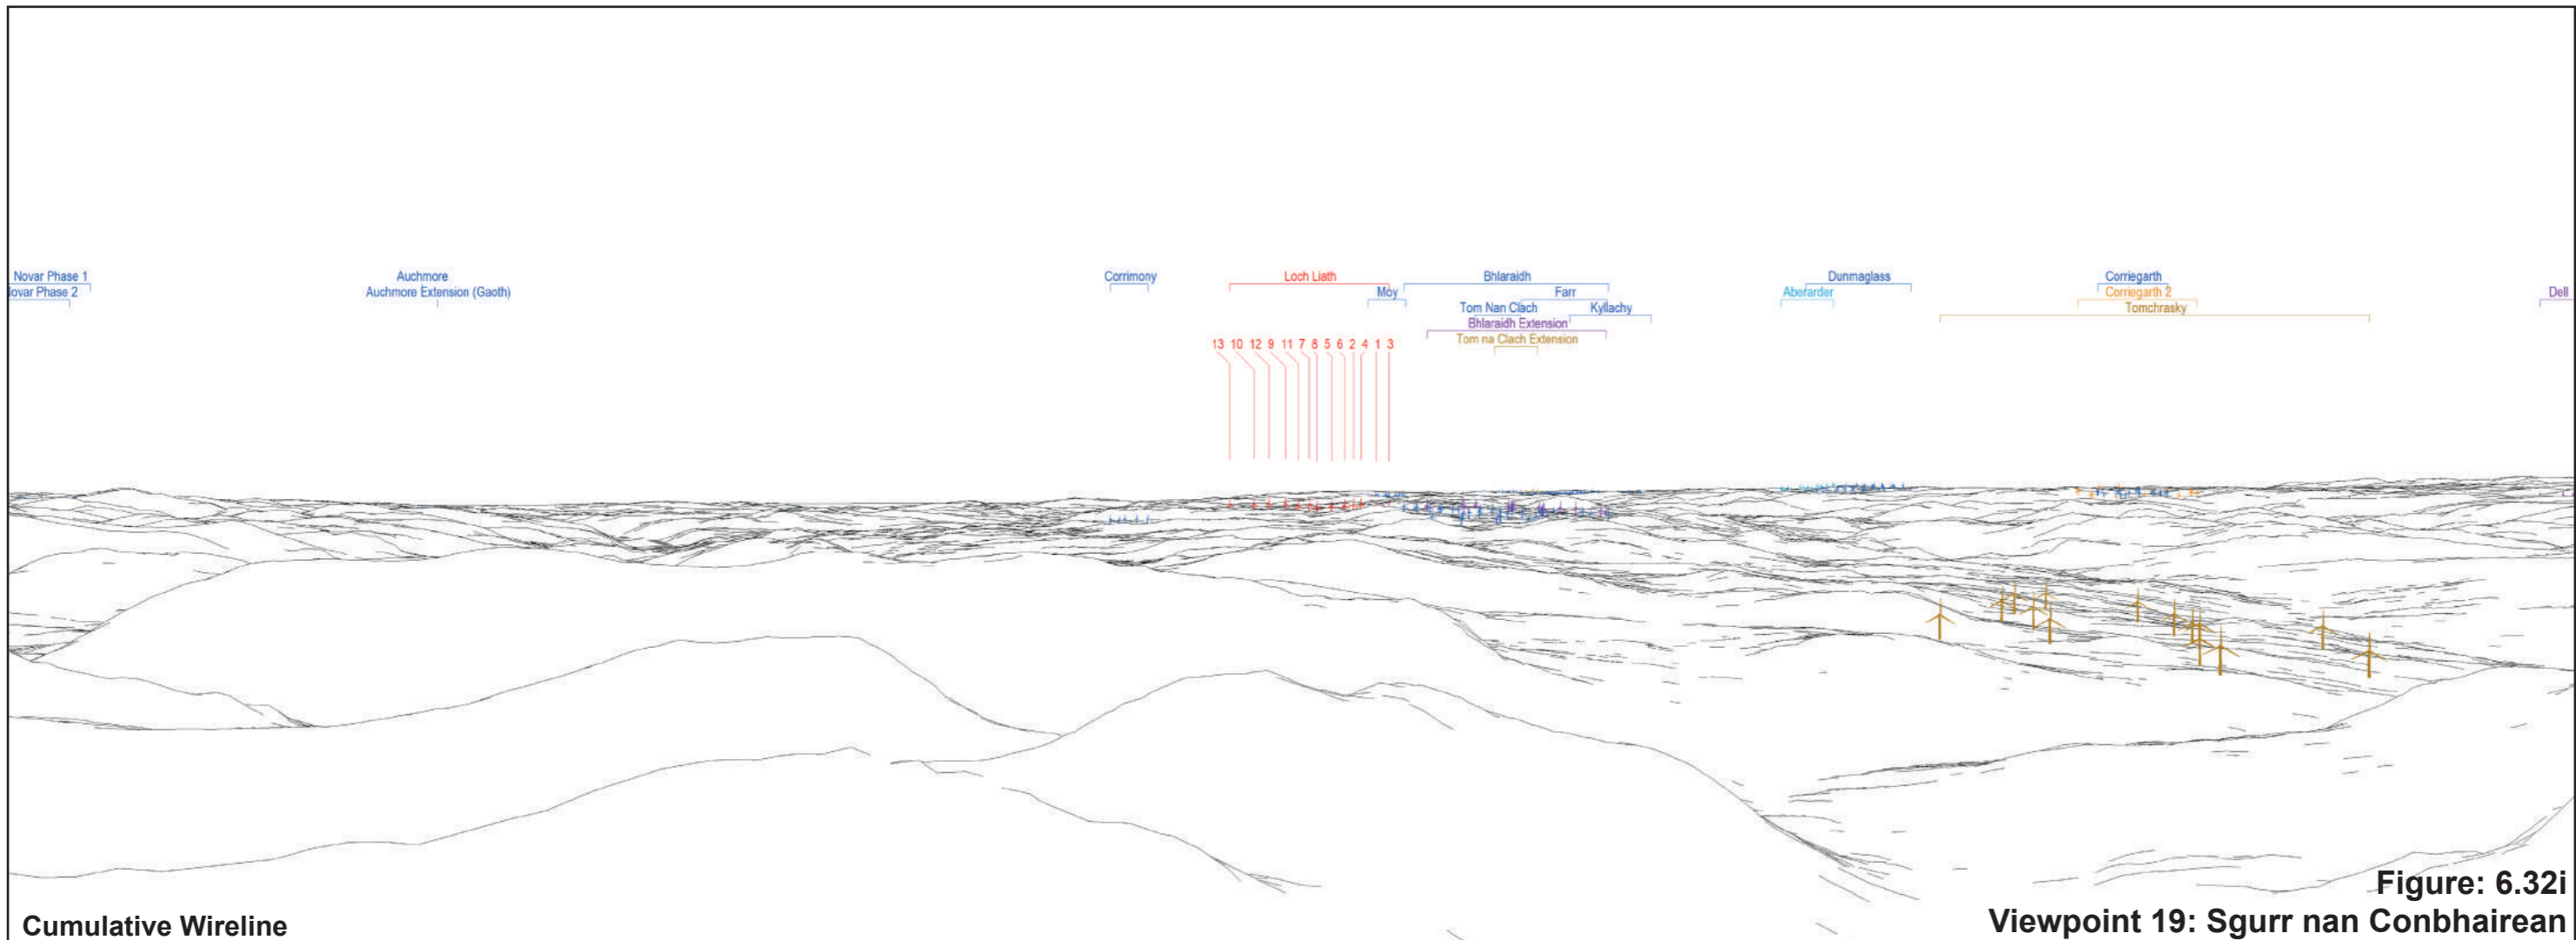 Novar Phase 1
ovar Phase 2
Auchmore
Auchmore Extension (Gaoth)
Corrimony
Loch Liath
Moy
Bhlaraidh
Farr
Tom Nan Clach
Kyllachy
Bhlaraidh Extension
Tom na Clach Extension
Dunmaglass
Aberarder
Corriegarth
Corriegarth 2
Tomchrasky
Dell
13 10 12 9 11 7 8 5 6 2 4 1 3
Cumulative Wireline
Figure: 6.32i
Viewpoint 19: Sgurr nan Conbhairean